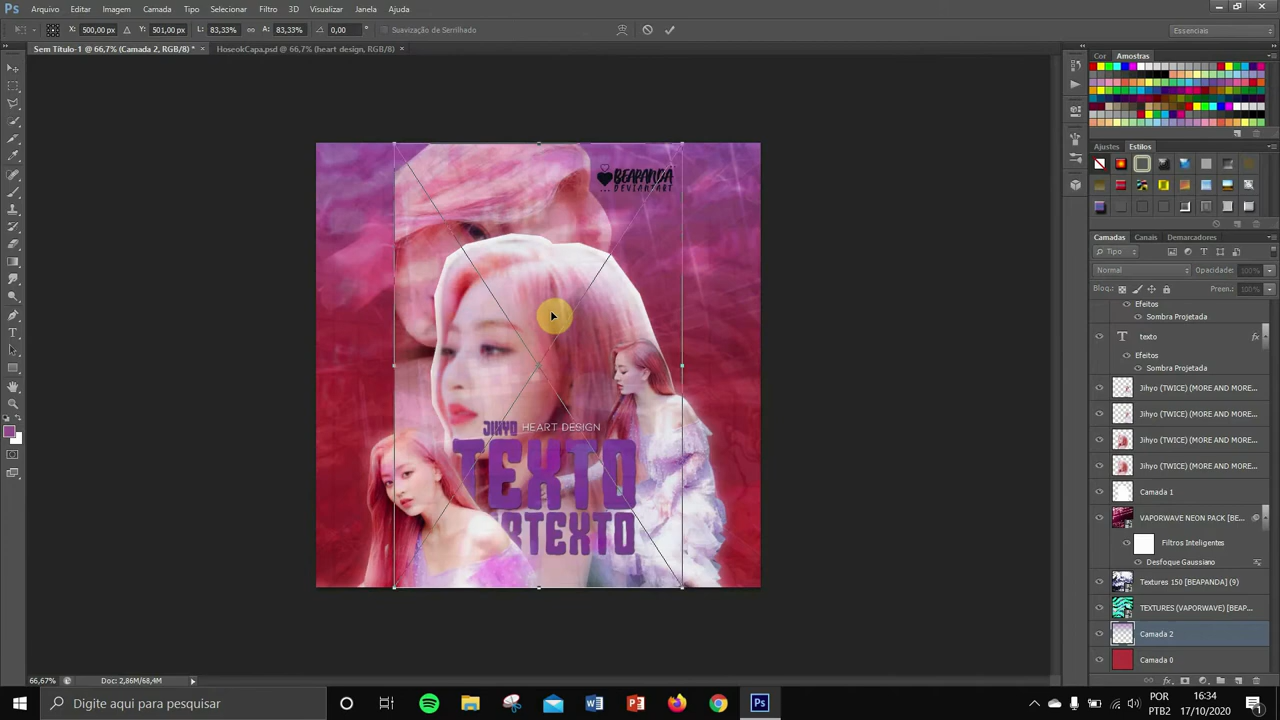 Ps Arquivo Editar Imagem Camada Tipo Selecionar Filtro 3D Visualizar Janela Ajuda
X: 500,00 px Y: 501,00 px L: 83,33% A: 83,33% 0,00 ° Suavização de Serrilhado Essenciais
Sem Título-1 @ 66,7% (Camada 2, RGB/8) * × HoseokCapa.psd @ 66,7% (heart design, RGB/8) ×
Cor Amostras
Ajustes Estilos
BEAPANDA
...DEVIANTART
JIHYO HEART DESIGN
TEXTO
SUBTEXTO
Camadas Canais Demarcadores
Tipo
Normal Opacidade: 100%
Bloq.: Preen.: 100%
Efeitos
Sombra Projetada
T texto fx
Efeitos
Sombra Projetada
Jihyo (TWICE) (MORE AND MORE...
Jihyo (TWICE) (MORE AND MORE...
Jihyo (TWICE) (MORE AND MORE...
Jihyo (TWICE) (MORE AND MORE...
Camada 1
VAPORWAVE NEON PACK [BE...
Filtros Inteligentes
Desfoque Gaussiano
Textures 150 [BEAPANDA] (9)
TEXTURES (VAPORWAVE) [BEAP...
Camada 2
Camada 0
66,67% Doc: 2,86M/68,4M
Digite aqui para pesquisar
POR
PTB2
16:34
17/10/2020